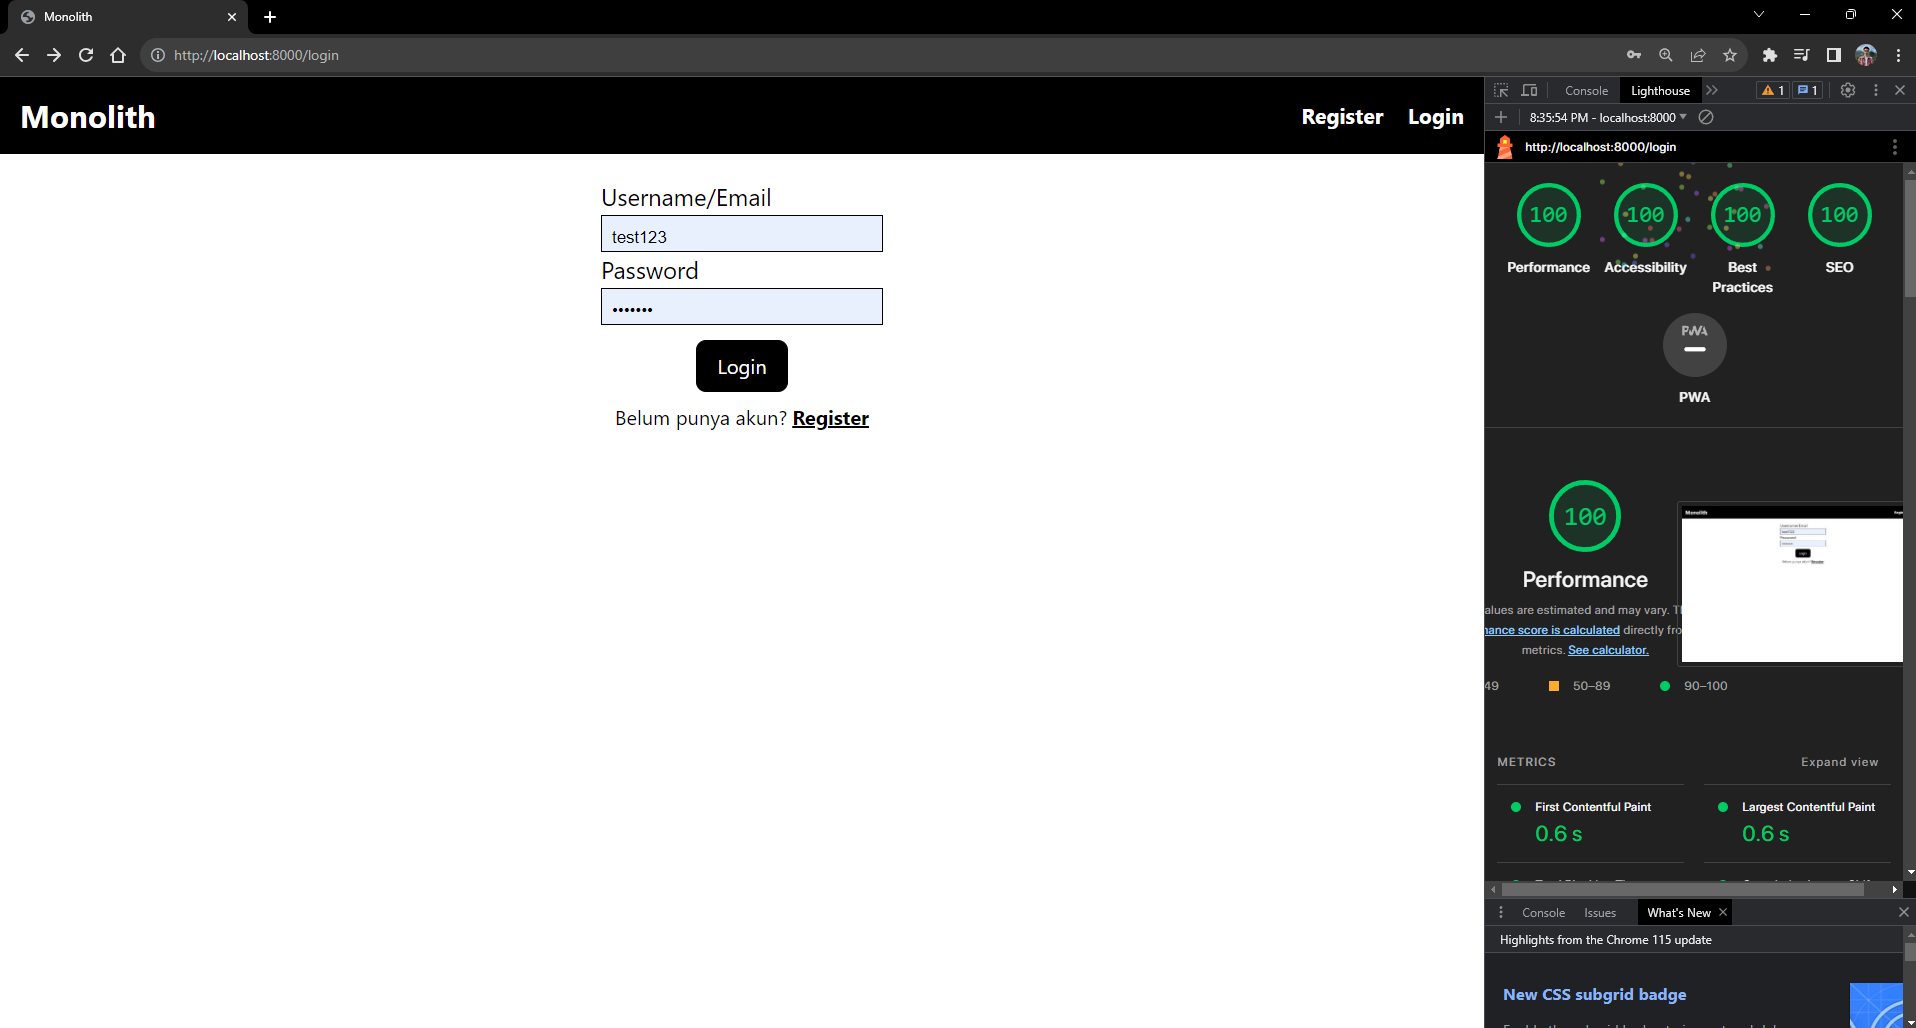 Monolith
http://localhost:8000/login
Monolith
Register Login
Username/Email
test123
Password
•••••••
Login
Belum punya akun? Register
Console Lighthouse 1 1
8:35:54 PM - localhost:8000
http://localhost:8000/login
100 100 100 100
Performance Accessibility Best Practices SEO
PWA
PWA
100
Performance
alues are estimated and may vary.
mance score is calculated directly
metrics. See calculator.
49 50–89 90–100
METRICS Expand view
First Contentful Paint Largest Contentful Paint
0.6 s 0.6 s
Console Issues What's New
Highlights from the Chrome 115 update
New CSS subgrid badge